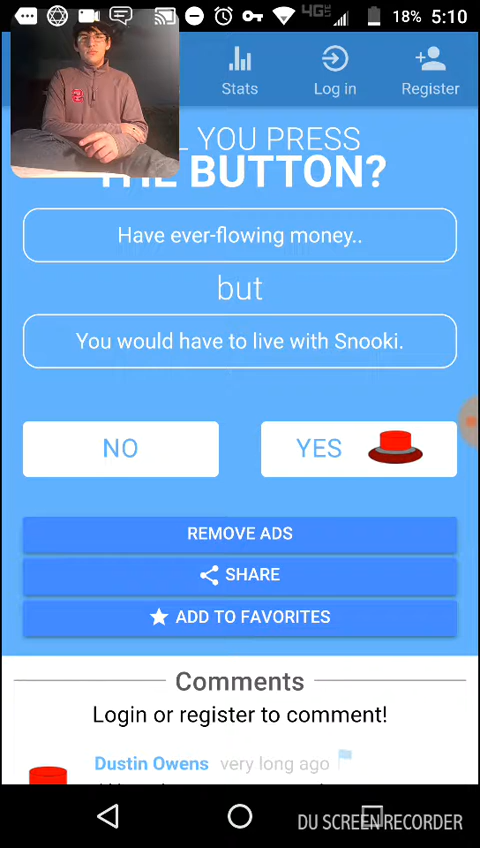 4G
18% 5:10
Stats
Log in
Register
YOU PRESS
BUTTON?
Have ever-flowing money..
but
You would have to live with Snooki.
NO
YES
REMOVE ADS
SHARE
ADD TO FAVORITES
Comments
Login or register to comment!
Dustin Owens very long ago
DU SCREEN RECORDER